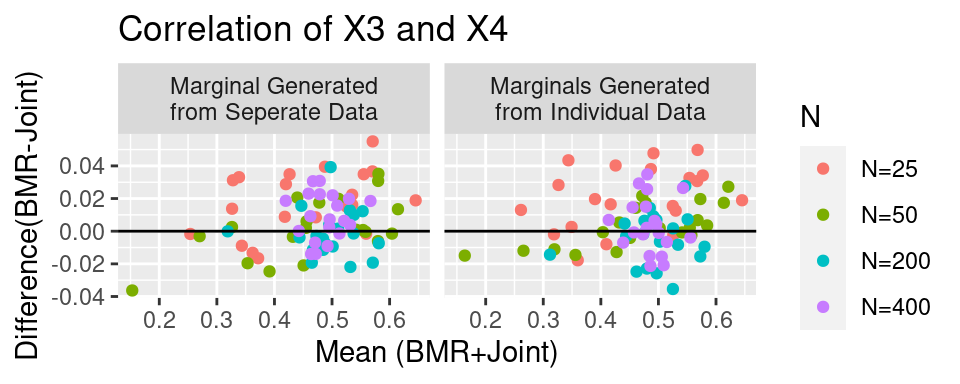 Correlation of X3 and X4
Marginal Generated
from Seperate Data
Marginals Generated
from Individual Data
Difference(BMR-Joint)
0.04
0.02
0.00
-0.02
-0.04
0.2 0.3 0.4 0.5 0.6
0.2 0.3 0.4 0.5 0.6
Mean (BMR+Joint)
N
N=25
N=50
N=200
N=400